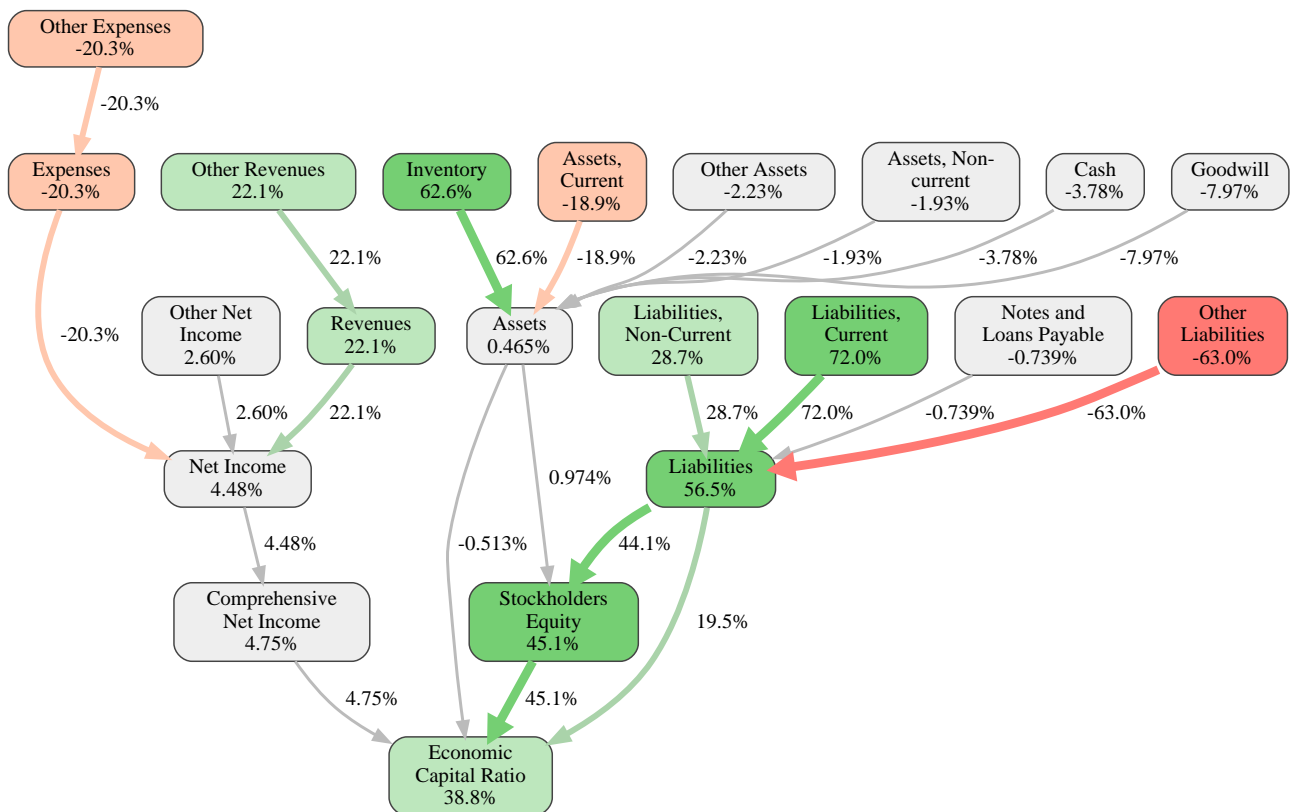 Other Expenses
-20.3%
-20.3%
Expenses
-20.3%
Other Revenues
22.1%
Inventory
62.6%
Assets,
Current
-18.9%
Other Assets
-2.23%
Assets, Non-
current
-1.93%
Cash
-3.78%
Goodwill
-7.97%
22.1%
62.6%
-18.9%
-2.23%
-1.93%
-3.78%
-7.97%
-20.3%
Other Net
Income
2.60%
Revenues
22.1%
Assets
0.465%
Liabilities,
Non-Current
28.7%
Liabilities,
Current
72.0%
Notes and
Loans Payable
-0.739%
Other
Liabilities
-63.0%
2.60%
22.1%
28.7%
72.0%
-0.739%
-63.0%
Net Income
4.48%
0.974%
Liabilities
56.5%
4.48%
-0.513%
44.1%
Comprehensive
Net Income
4.75%
Stockholders
Equity
45.1%
19.5%
4.75%
45.1%
Economic
Capital Ratio
38.8%